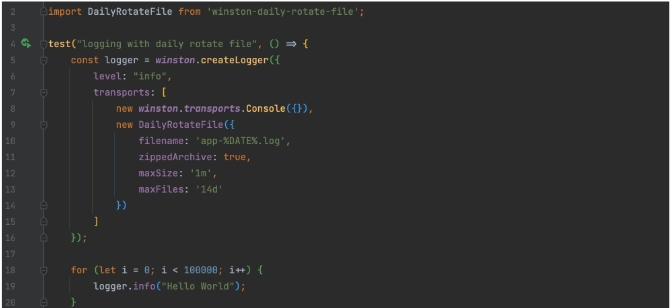 2 import DailyRotateFile from 'winston-daily-rotate-file';
3
4 test("logging with daily rotate file", () => {
5     const logger = winston.createLogger({
6         level: "info",
7         transports: [
8             new winston.transports.Console({}),
9             new DailyRotateFile({
10                 filename: 'app-%DATE%.log',
11                 zippedArchive: true,
12                 maxSize: '1m',
13                 maxFiles: '14d'
14             })
15         ]
16     });
17
18     for (let i = 0; i < 100000; i++) {
19         logger.info("Hello World");
20     }